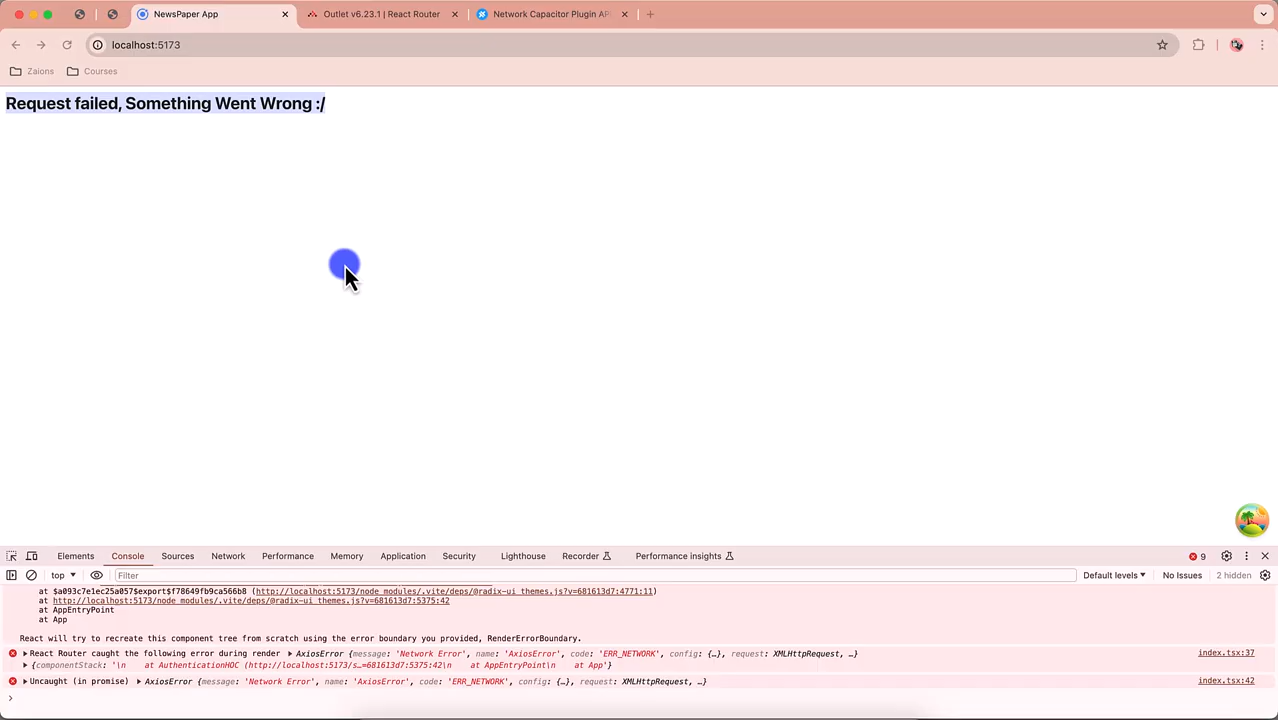 NewsPaper App
Outlet v6.23.1 | React Router
Network Capacitor Plugin API
localhost:5173
Zaions
Courses
Request failed, Something Went Wrong :/
Elements
Console
Sources
Network
Performance
Memory
Application
Security
Lighthouse
Recorder
Performance insights
9
top
Filter
Default levels
No Issues
2 hidden
at $a093c7e1ec25a057$export$f78649fb9ca566b8 (http://localhost:5173/node_modules/.vite/deps/@radix-ui_themes.js?v=681613d7:4771:11)
at http://localhost:5173/node_modules/.vite/deps/@radix-ui_themes.js?v=681613d7:5375:42
at AppEntryPoint
at App
React will try to recreate this component tree from scratch using the error boundary you provided, RenderErrorBoundary.
React Router caught the following error during render AxiosError {message: 'Network Error', name: 'AxiosError', code: 'ERR_NETWORK', config: {…}, request: XMLHttpRequest, …}
index.tsx:37
{componentStack: '\n    at AuthenticationHOC (http://localhost:5173/s…=681613d7:5375:42\n    at AppEntryPoint\n    at App'}
Uncaught (in promise) AxiosError {message: 'Network Error', name: 'AxiosError', code: 'ERR_NETWORK', config: {…}, request: XMLHttpRequest, …}
index.tsx:42